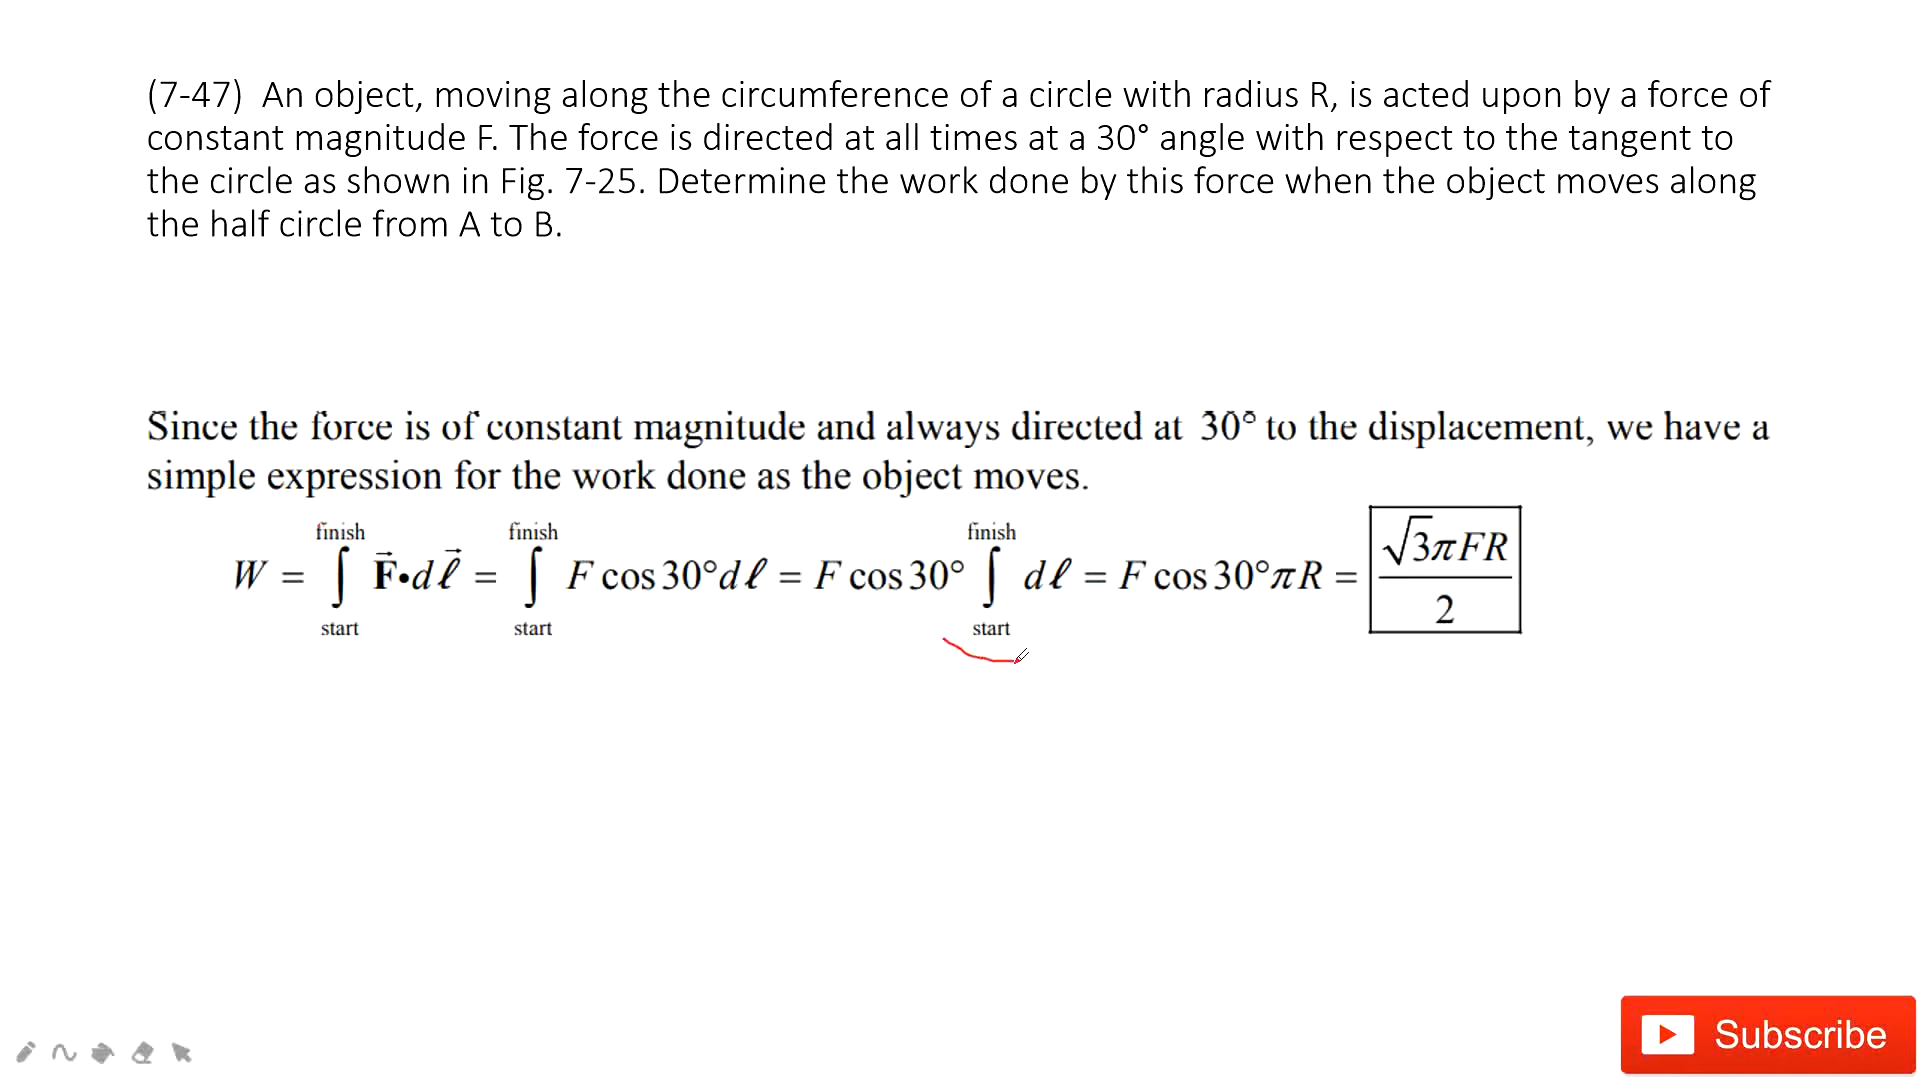 (7-47)  An object, moving along the circumference of a circle with radius R, is acted upon by a force of
constant magnitude F. The force is directed at all times at a 30° angle with respect to the tangent to
the circle as shown in Fig. 7-25. Determine the work done by this force when the object moves along
the half circle from A to B.
Since the force is of constant magnitude and always directed at 30° to the displacement, we have a
simple expression for the work done as the object moves.
W = ∫_start^finish F⃗•dℓ⃗ = ∫_start^finish F cos 30° dℓ = F cos 30° ∫_start^finish dℓ = F cos 30° πR = √3πFR / 2
Subscribe